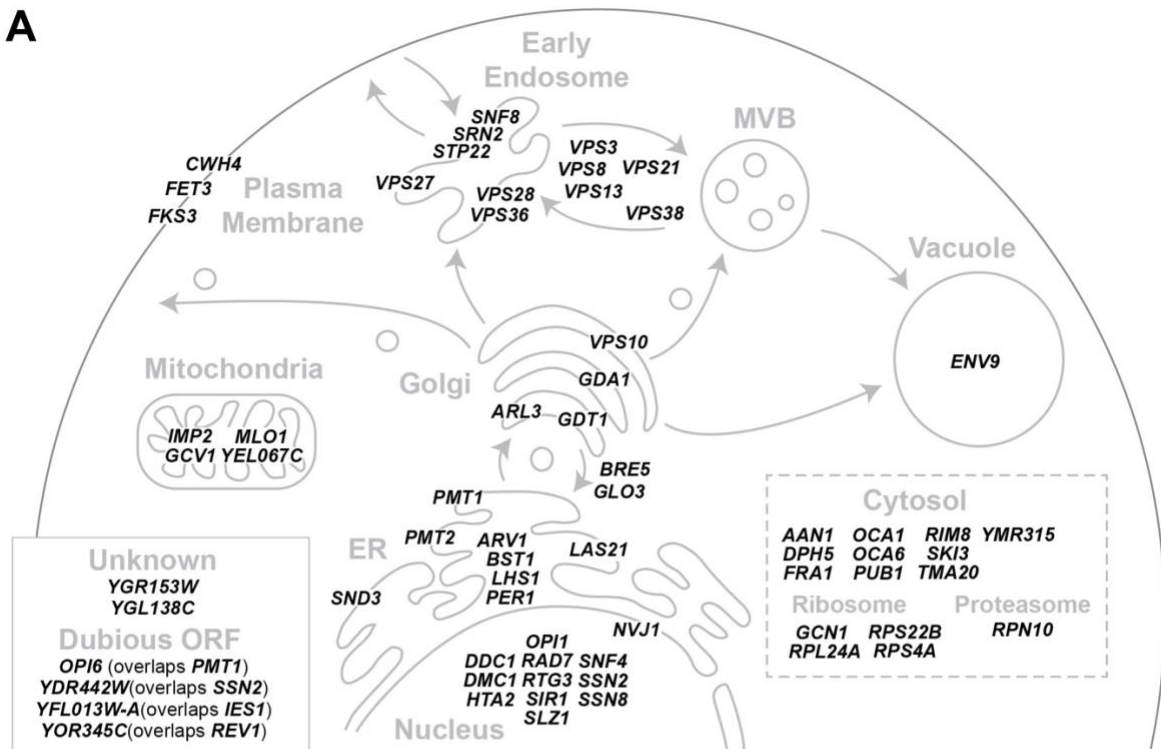 A
Early
Endosome
SNF8
SRN2
STP22
VPS27
VPS28
VPS36
VPS3
VPS8 VPS21
VPS13
VPS38
MVB
CWH4
FET3
FKS3
Plasma
Membrane
Vacuole
ENV9
Mitochondria
IMP2 MLO1
GCV1 YEL067C
Golgi
VPS10
GDA1
ARL3 GDT1
BRE5
GLO3
ER
PMT1
PMT2
ARV1
BST1
LHS1
PER1
LAS21
SND3
NVJ1
OPI1
DDC1 RAD7 SNF4
DMC1 RTG3 SSN2
HTA2 SIR1 SSN8
SLZ1
Nucleus
Unknown
YGR153W
YGL138C
Dubious ORF
OPI6 (overlaps PMT1)
YDR442W(overlaps SSN2)
YFL013W-A(overlaps IES1)
YOR345C(overlaps REV1)
Cytosol
AAN1 OCA1 RIM8 YMR315
DPH5 OCA6 SKI3
FRA1 PUB1 TMA20
Ribosome Proteasome
GCN1 RPS22B RPN10
RPL24A RPS4A